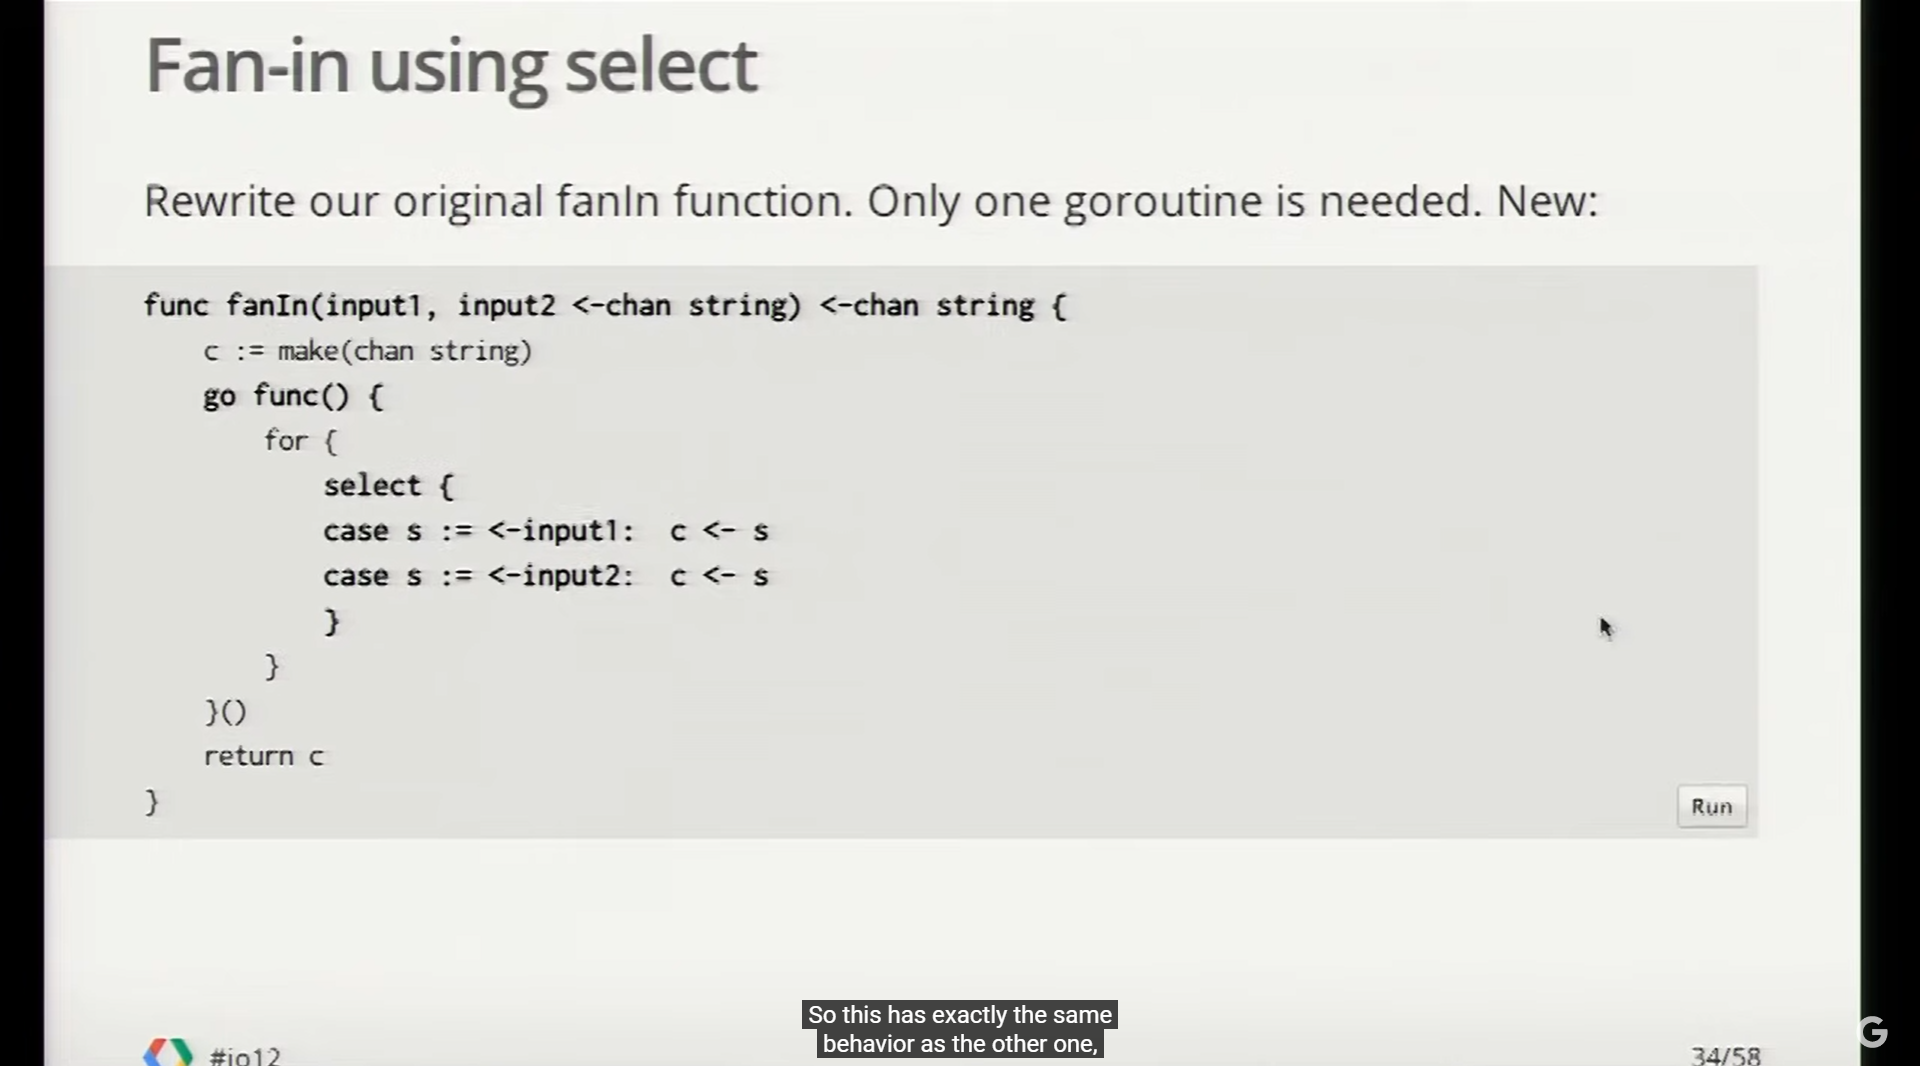 Fan-in using select
Rewrite our original fanIn function. Only one goroutine is needed. New:
func fanIn(input1, input2 <-chan string) <-chan string {
    c := make(chan string)
    go func() {
        for {
            select {
            case s := <-input1:  c <- s
            case s := <-input2:  c <- s
            }
        }
    }()
    return c
}
Run
So this has exactly the same
behavior as the other one,
#io12
34/58
G